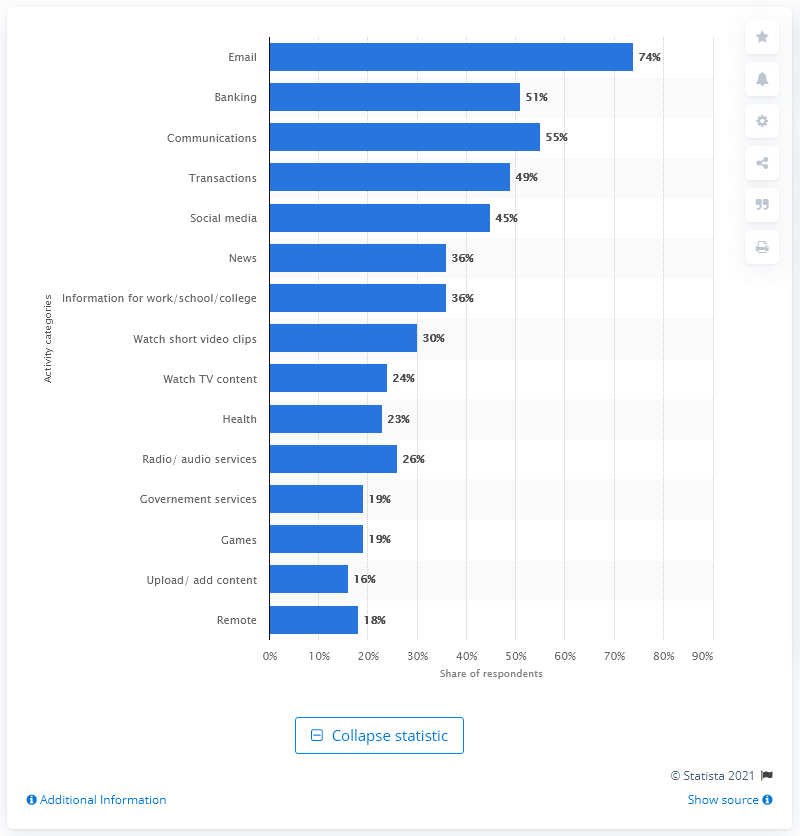 Email 74%
Banking 51%
Communications 55%
Transactions 49%
Social media 45%
News 36%
Information for work/school/college 36%
Watch short video clips 30%
Watch TV content 24%
Health 23%
Radio/ audio services 26%
Governement services 19%
Games 19%
Upload/ add content 16%
Remote 18%
Activity categories
0% 10% 20% 30% 40% 50% 60% 70% 80% 90%
Share of respondents
Collapse statistic
© Statista 2021
Additional Information
Show source